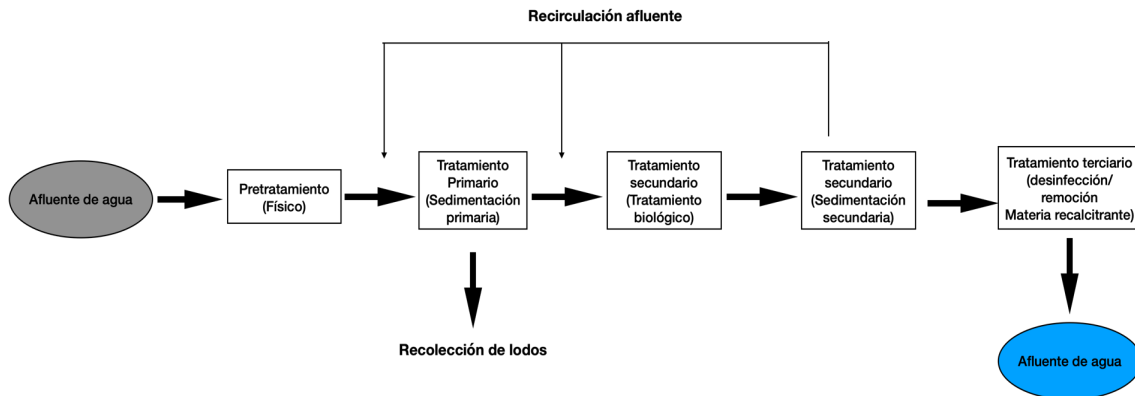 Recirculación afluente
Afluente de agua
Pretratamiento
(Físico)
Tratamiento
Primario
(Sedimentación
primaria)
Tratamiento
secundario
(Tratamiento
biológico)
Tratamiento
secundario
(Sedimentación
secundaria)
Tratamiento terciario
(desinfección/
remoción
Materia recalcitrante)
Recolección de lodos
Afluente de agua